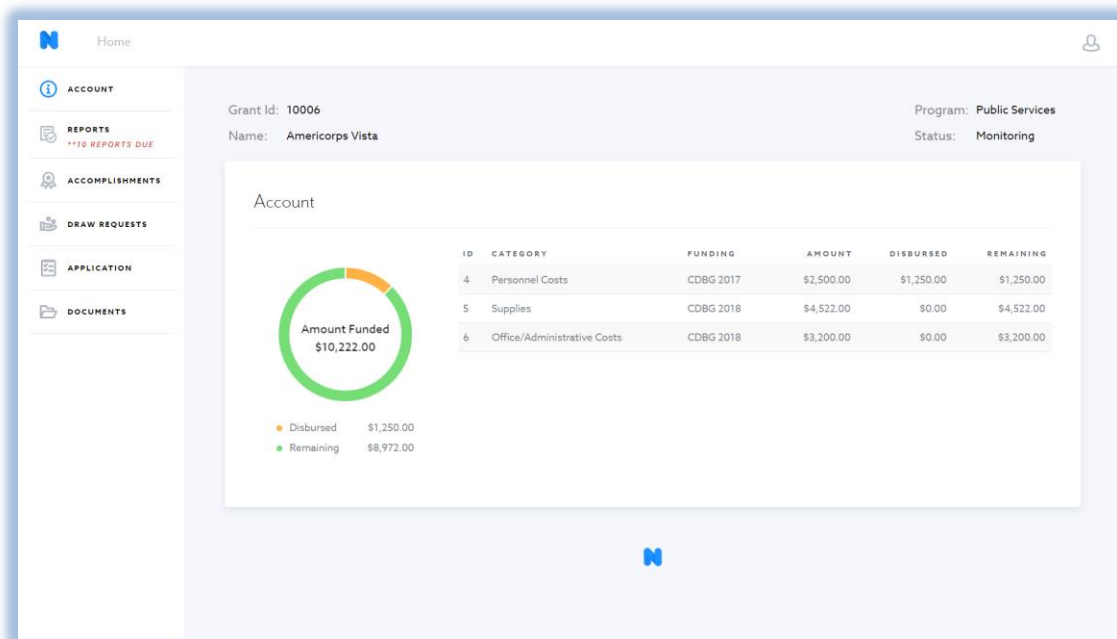 Home
ACCOUNT
REPORTS
**10 REPORTS DUE
ACCOMPLISHMENTS
DRAW REQUESTS
APPLICATION
DOCUMENTS
Grant Id: 10006 Program: Public Services
Name: Americorps Vista Status: Monitoring
Account
ID CATEGORY FUNDING AMOUNT DISBURSED REMAINING
4 Personnel Costs CDBG 2017 $2,500.00 $1,250.00 $1,250.00
5 Supplies CDBG 2018 $4,522.00 $0.00 $4,522.00
6 Office/Administrative Costs CDBG 2018 $3,200.00 $0.00 $3,200.00
Amount Funded
$10,222.00
Disbursed $1,250.00
Remaining $8,972.00